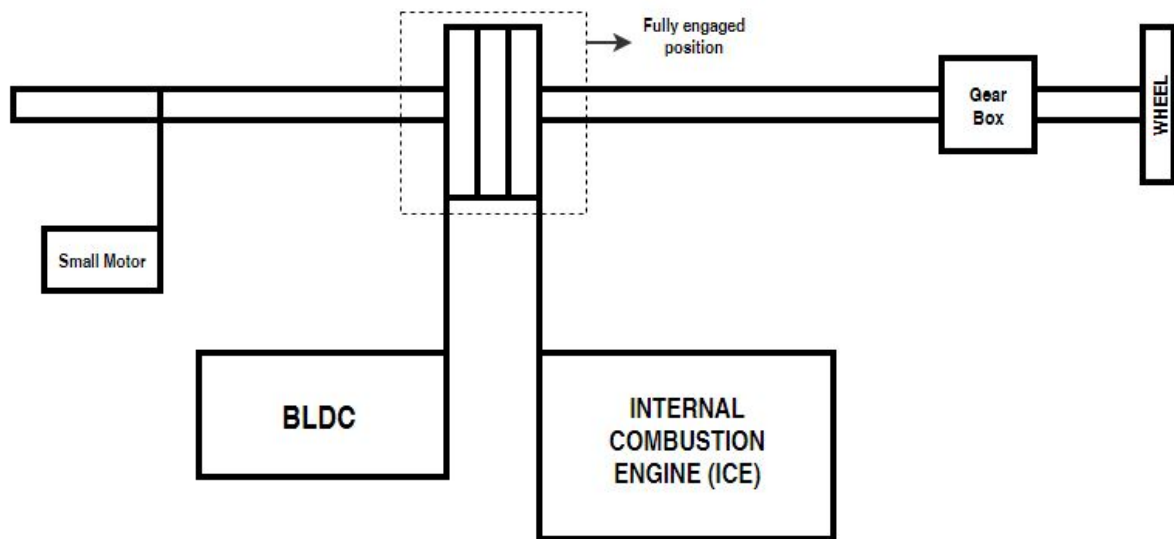 Fully engaged
position
Gear
Box
WHEEL
Small Motor
BLDC
INTERNAL
COMBUSTION
ENGINE (ICE)